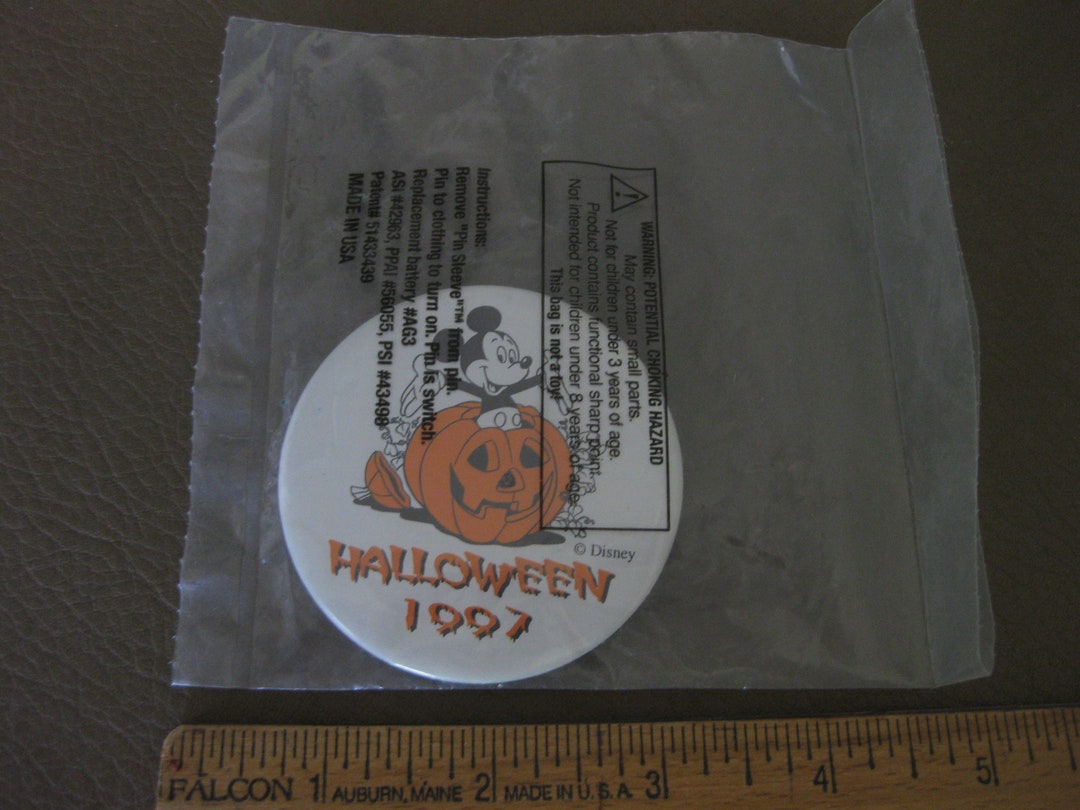 Instructions:
Remove "Pin Sleeve"™ from pin.
Pin to clothing to turn on. Pin is switch.
Replacement battery #AG3
ASI #42963, PPAI #56055, PSI #43498
Patent# 51433439
MADE IN USA
WARNING: POTENTIAL CHOKING HAZARD
May contain small parts.
Not for children under 3 years of age.
Product contains functional sharp point.
Not intended for children under 8 years of age.
This bag is not a toy!
© Disney
HALLOWEEN
1997
FALCON 1 AUBURN, MAINE 2 MADE IN U.S.A. 3 4 5